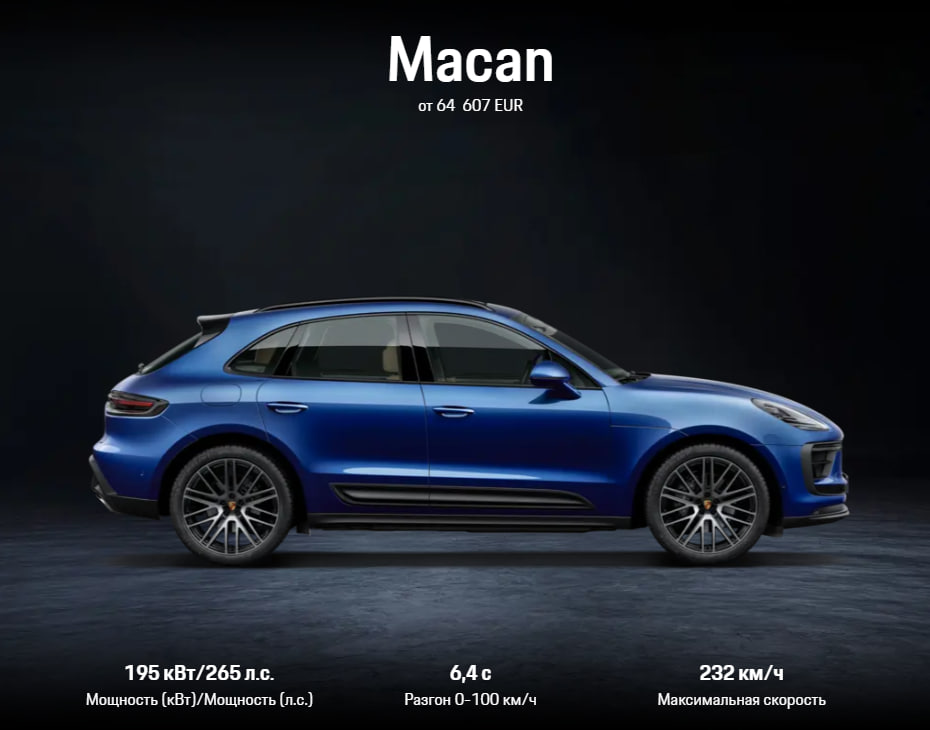 Macan
от 64 607 EUR
195 кВт/265 л.с.
Мощность (кВт)/Мощность (л.с.)
6,4 с
Разгон 0-100 км/ч
232 км/ч
Максимальная скорость